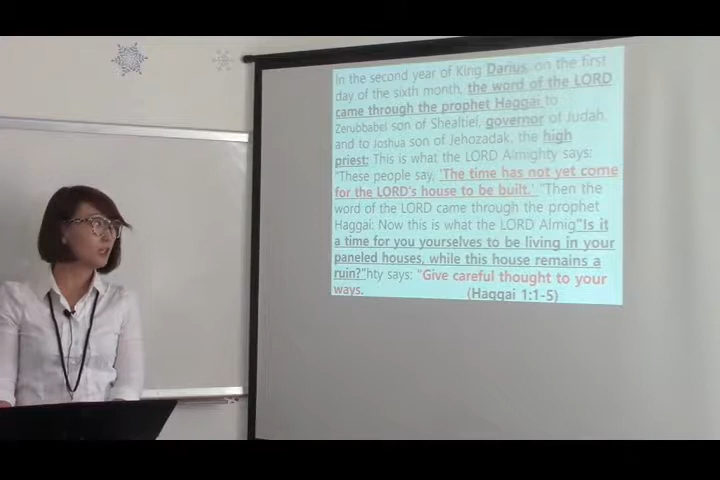 In the second year of King Darius, on the first
day of the sixth month, the word of the LORD
came through the prophet Haggai to
Zerubbabel son of Shealtiel, governor of Judah,
and to Joshua son of Jehozadak, the high
priest: This is what the LORD Almighty says:
"These people say, 'The time has not yet come
for the LORD's house to be built.' "Then the
word of the LORD came through the prophet
Haggai: Now this is what the LORD Almig"Is it
a time for you yourselves to be living in your
paneled houses, while this house remains a
ruin?"hty says: "Give careful thought to your
ways. (Haggai 1:1-5)